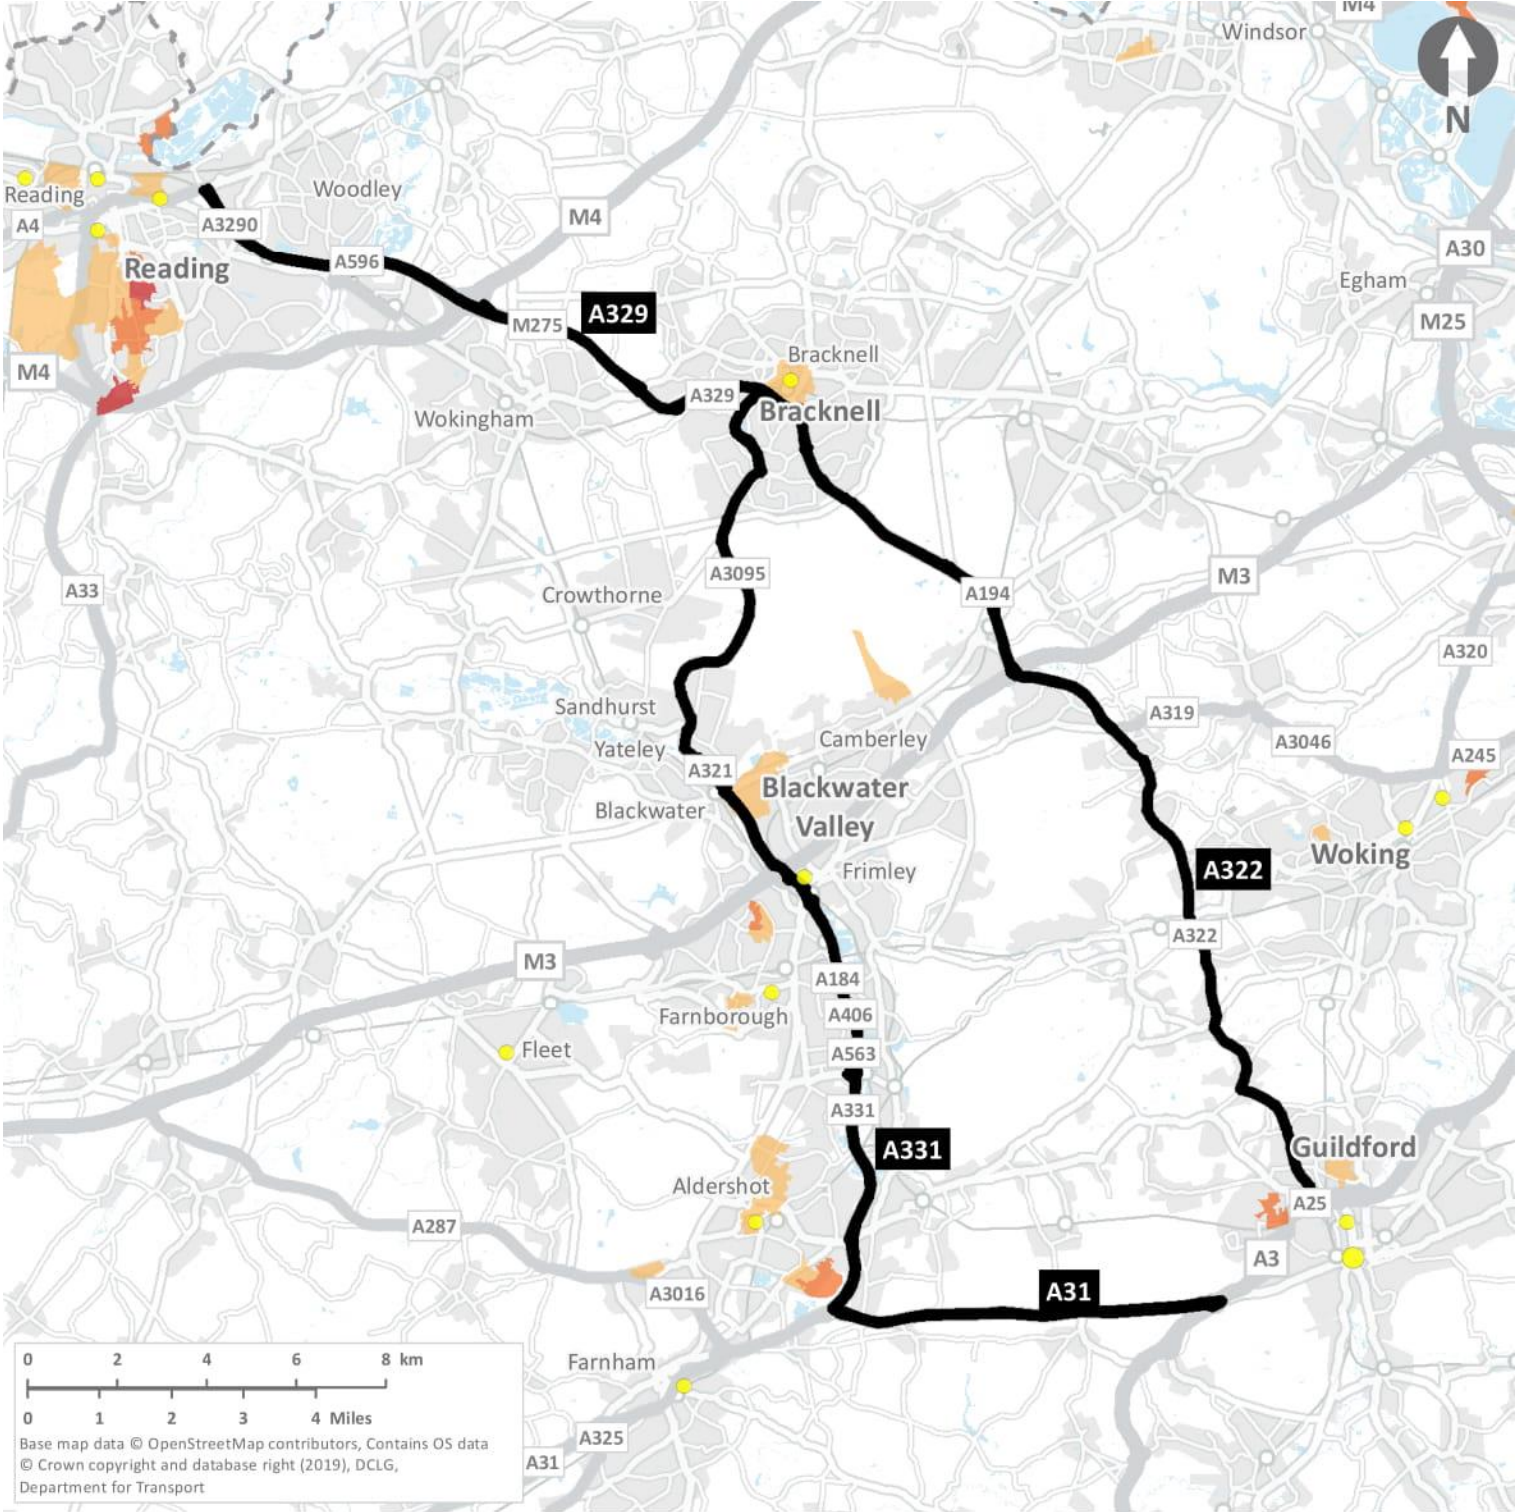 M4
Windsor
N
Woodley
Reading
A4
A3290
M4
A30
A596
Reading
Egham
A329
M275
M25
Bracknell
M4
A329
Bracknell
Wokingham
A3095
M3
A33
Crowthorne
A194
A320
Sandhurst
A319
Yateley
Camberley
A3046
A245
A321
Blackwater
Valley
Blackwater
Woking
Frimley
A322
A322
M3
A184
Farnborough
A406
Fleet
A563
A331
A331
Guildford
Aldershot
A25
A287
A3
A3016
A31
0 2 4 6 8 km
Farnham
0 1 2 3 4 Miles
Base map data © OpenStreetMap contributors, Contains OS data
© Crown copyright and database right (2019), DCLG,
Department for Transport
A325
A31